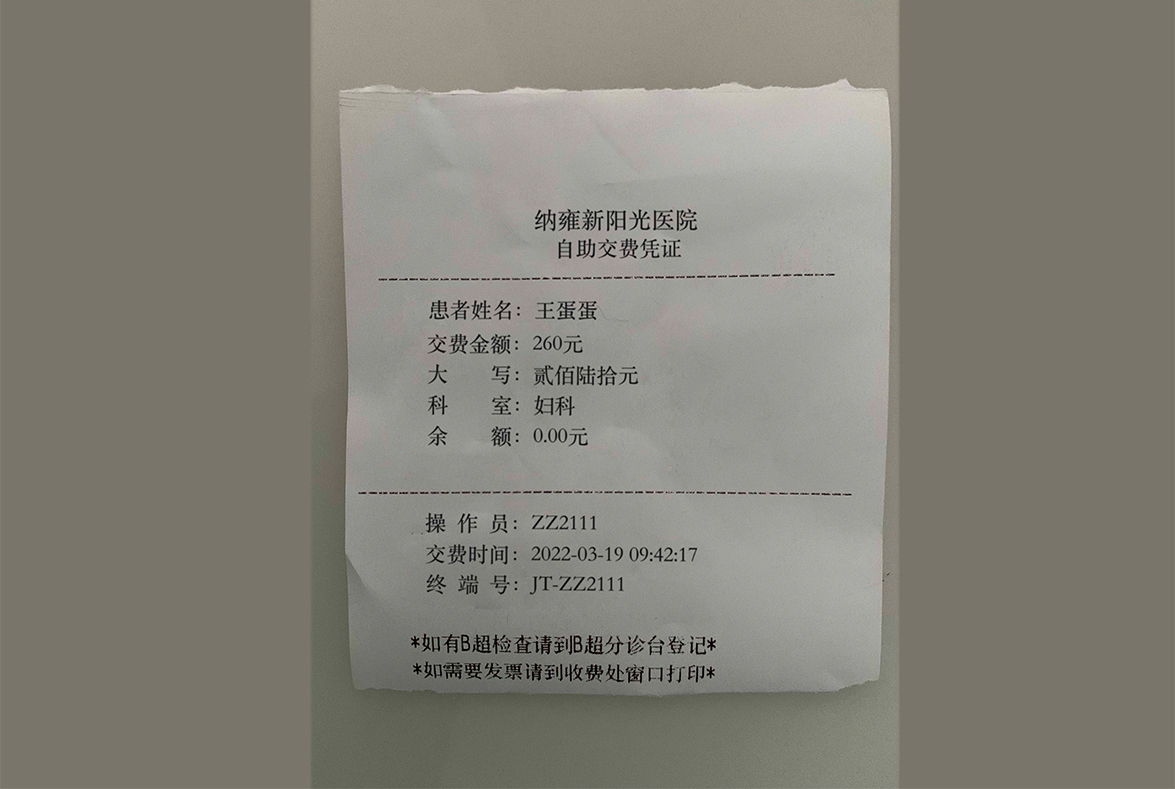 纳雍新阳光医院
自助交费凭证
患者姓名：王蛋蛋
交费金额：260元
大 写：贰佰陆拾元
科 室：妇科
余 额：0.00元
操 作 员：ZZ2111
交费时间：2022-03-19 09:42:17
终 端 号：JT-ZZ2111
*如有B超检查请到B超分诊台登记*
*如需要发票请到收费处窗口打印*